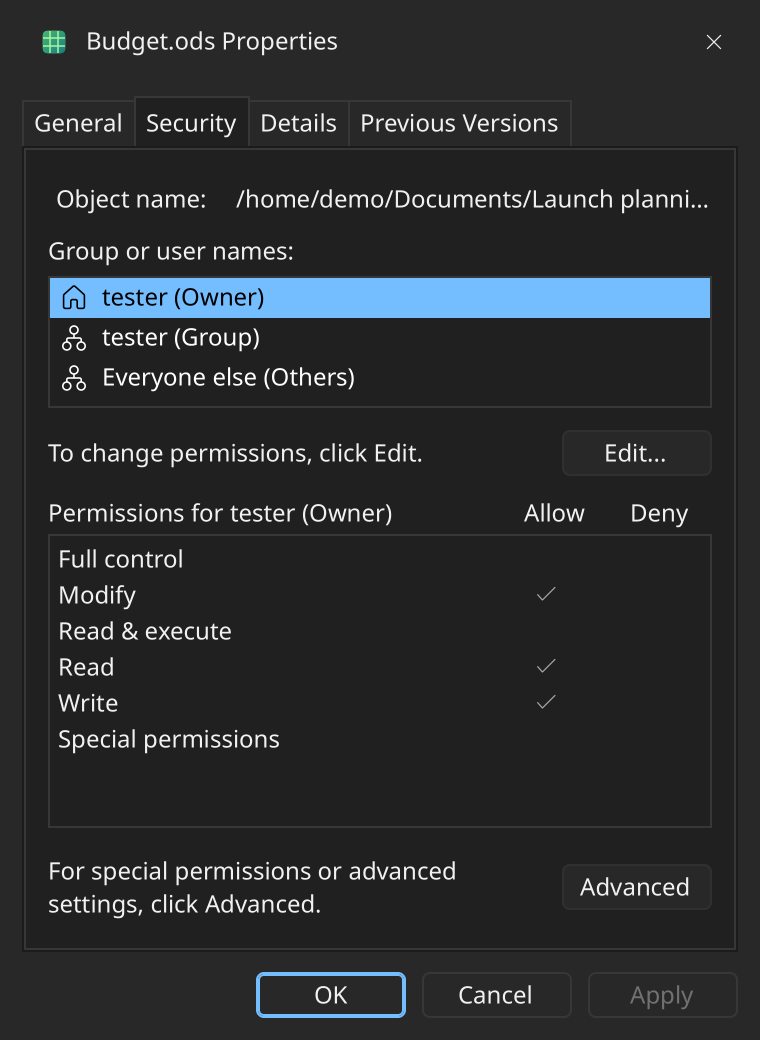 Budget.ods Properties
General Security Details Previous Versions
Object name: /home/demo/Documents/Launch planni...
Group or user names:
tester (Owner)
tester (Group)
Everyone else (Others)
To change permissions, click Edit. Edit...
Permissions for tester (Owner) Allow Deny
Full control
Modify
Read & execute
Read
Write
Special permissions
For special permissions or advanced
settings, click Advanced.
Advanced
OK Cancel Apply